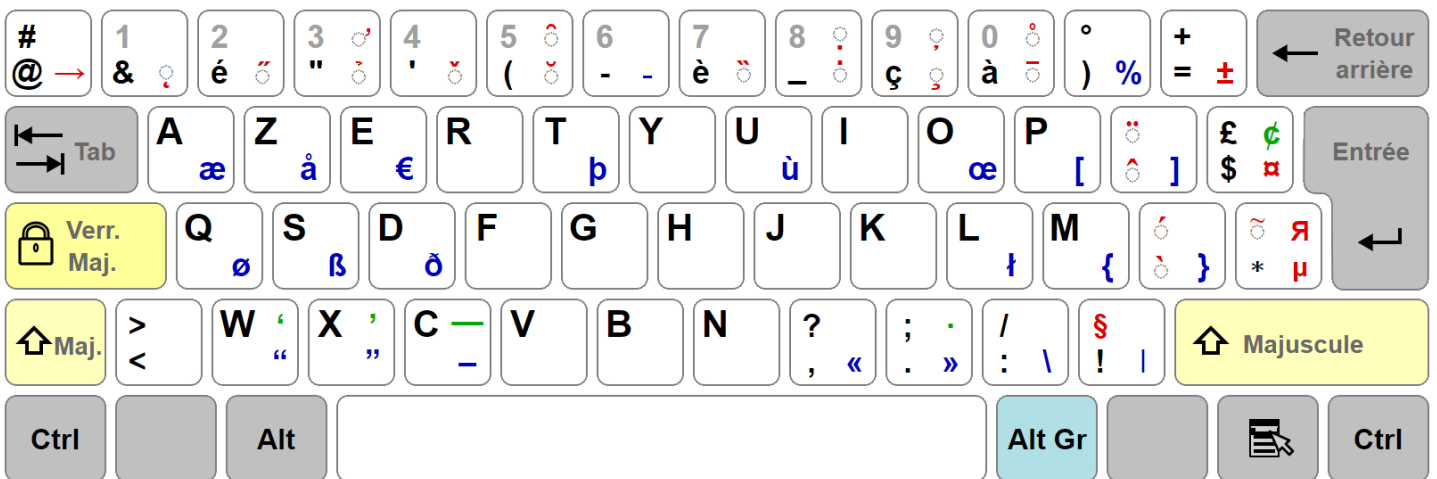 # 1 2 3 ◌̛ 4 5 ◌̑ 6 7 8 ◌̣ 9 ◌̦ 0 ◌̊ ° + ← Retour
@ → & ◌̨ é ◌̋ " ◌̉ ' ◌̌ ( ◌̆ - ‑ è ◌̏ _ ◌̇ ç ◌̧ à ◌̄ ) % = ± arrière
Tab A Z E R T Y U I O P ◌̈ £ ¢ Entrée
æ å € þ ù œ [ ◌̂ ] $ ¤
Verr. Q S D F G H J K L M ◌́ ◌̃ Я
Maj. ø ß ð ł { ◌̀ } * µ
Maj. > W ‘ X ’ C — V B N ? ; · / § Majuscule
< “ ” – , « . » : \ ! |
Ctrl Alt Alt Gr Ctrl